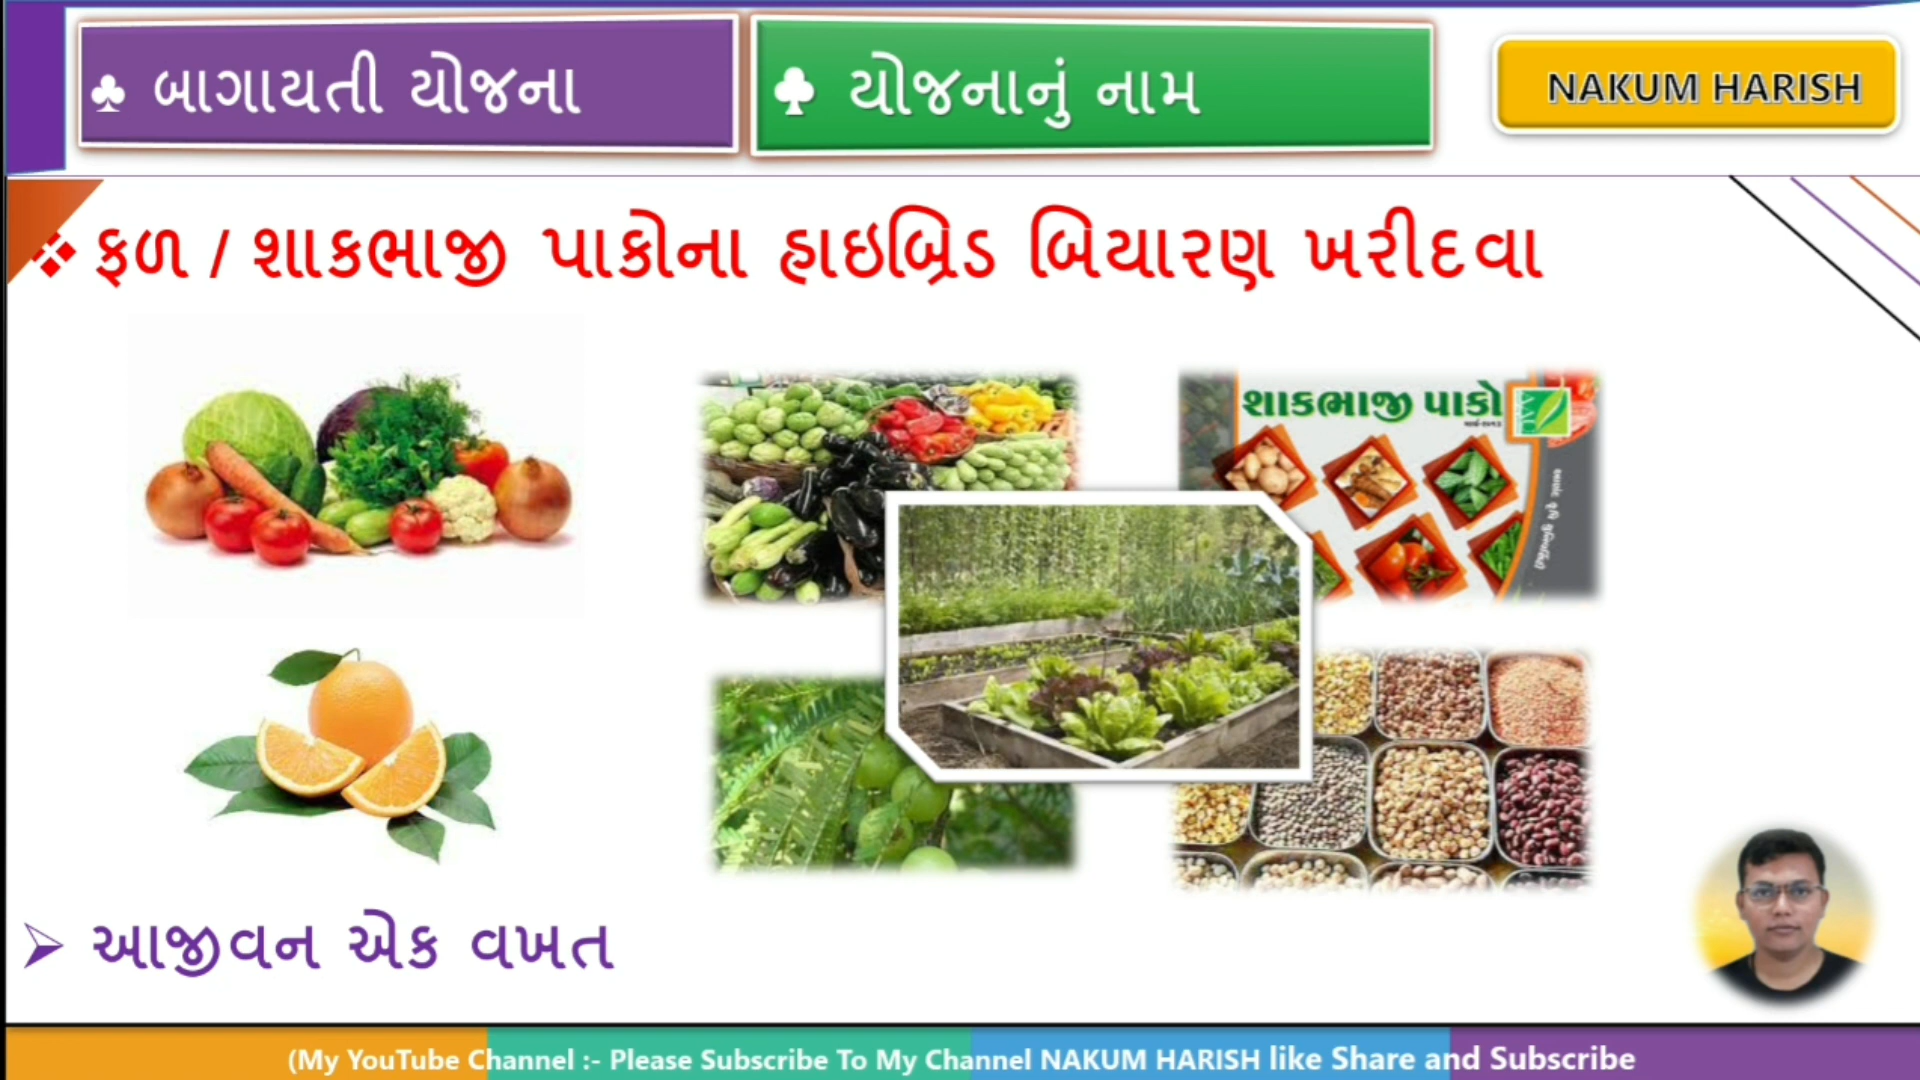 ♣ બાગાયતી યોજના
♣ યોજનાનું નામ
NAKUM HARISH
❖ ફળ / શાકભાજી પાકોના હાઇબ્રિડ બિયારણ ખરીદવા
શાકભાજી પાકો
➢ આજીવન એક વખત
(My YouTube Channel :- Please Subscribe To My Channel NAKUM HARISH like Share and Subscribe